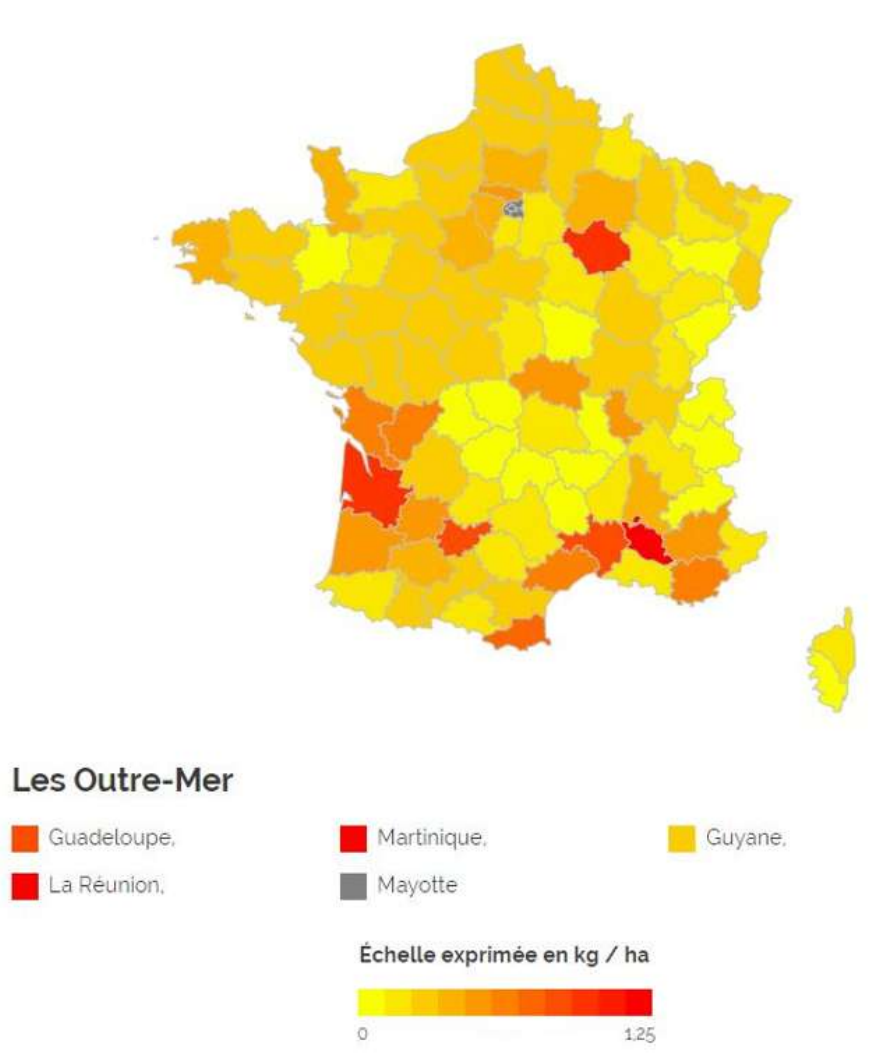 Les Outre-Mer
Guadeloupe, Martinique, Guyane,
La Réunion, Mayotte
Échelle exprimée en kg / ha
0 1,25